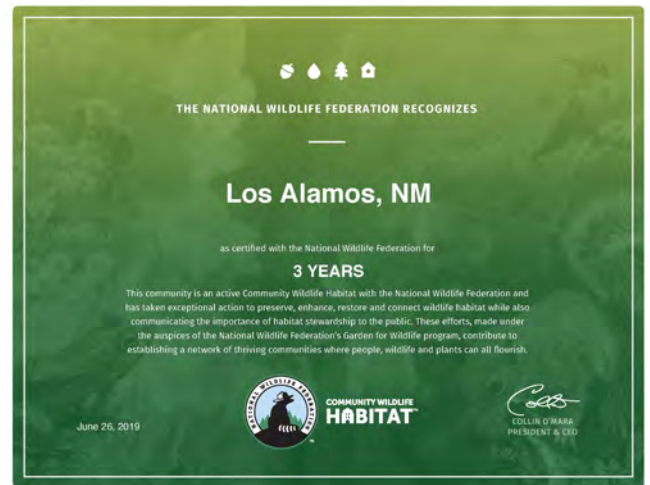 THE NATIONAL WILDLIFE FEDERATION RECOGNIZES
Los Alamos, NM
as certified with the National Wildlife Federation for
3 YEARS
This community is an active Community Wildlife Habitat with the National Wildlife Federation and
has taken exceptional action to preserve, enhance, restore and connect wildlife habitat while also
communicating the importance of habitat stewardship to the public. These efforts, made under
the auspices of the National Wildlife Federation's Garden for Wildlife program, contribute to
establishing a network of thriving communities where people, wildlife and plants can all flourish.
June 26, 2019
NATIONAL WILDLIFE FEDERATION
COMMUNITY WILDLIFE
HABITAT™
COLLIN O'MARA
PRESIDENT & CEO